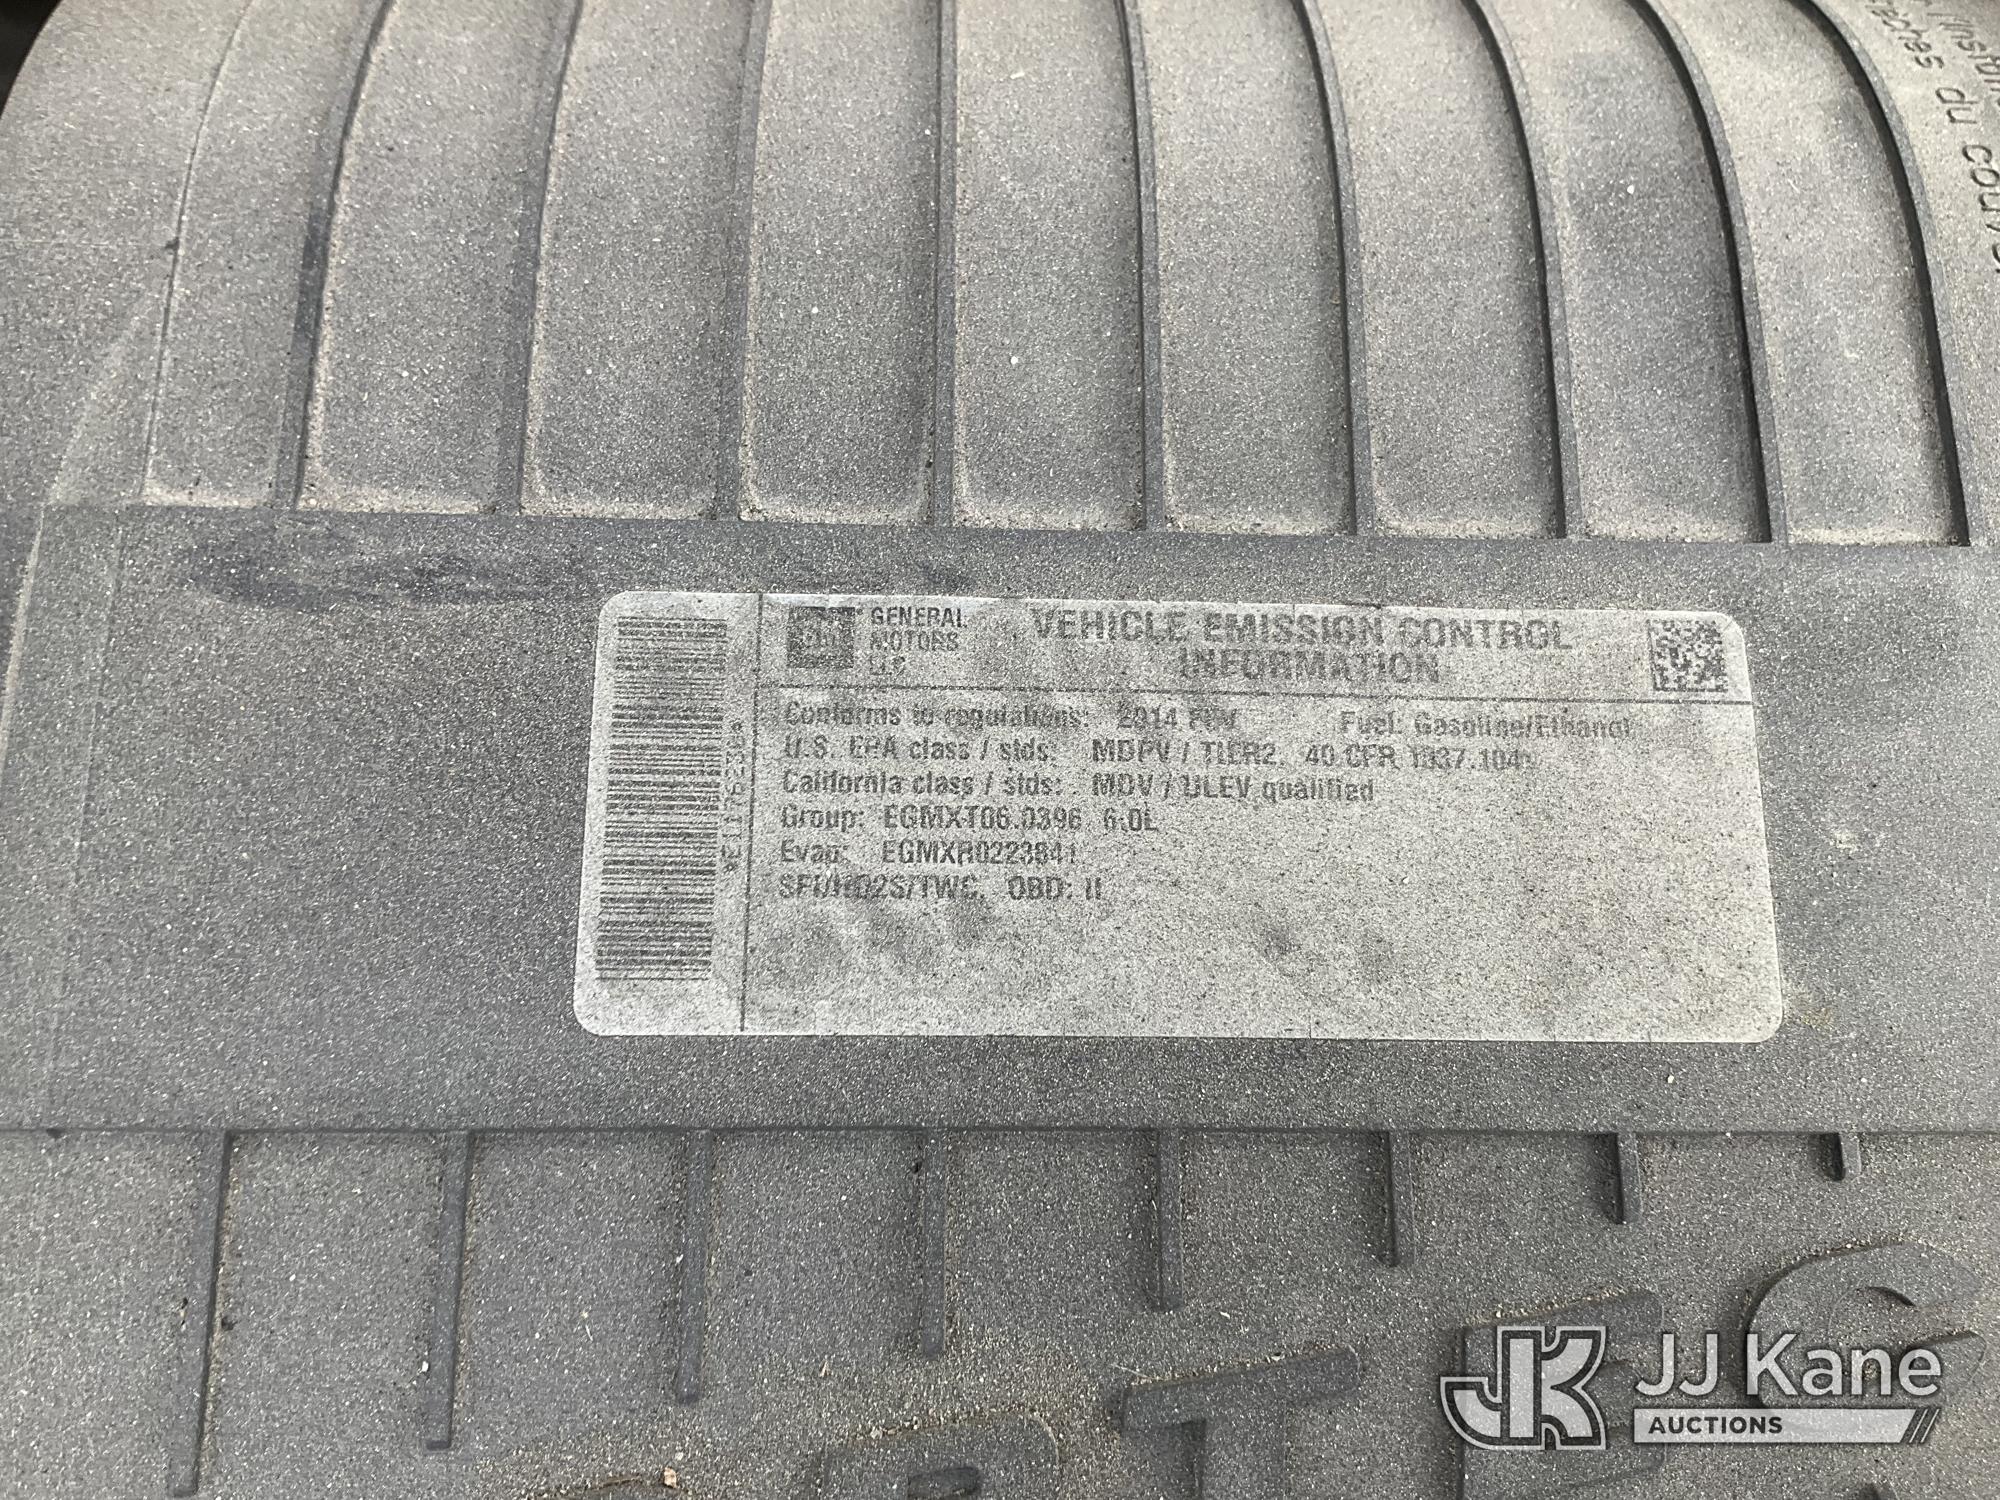 GENERAL
MOTORS
LLC
VEHICLE EMISSION CONTROL
INFORMATION
Conforms to regulations: 2014 Fuel: Gasoline/Ethanol
U.S. EPA class / stds: MDPV / TIER2, 40 CFR 1037.104
California class / stds: MDV / ULEV qualified
Group: EGMXT06.0396 6.0L
Evap:
SFI/HO2S/TWC, OBD: II
JK JJ Kane
AUCTIONS